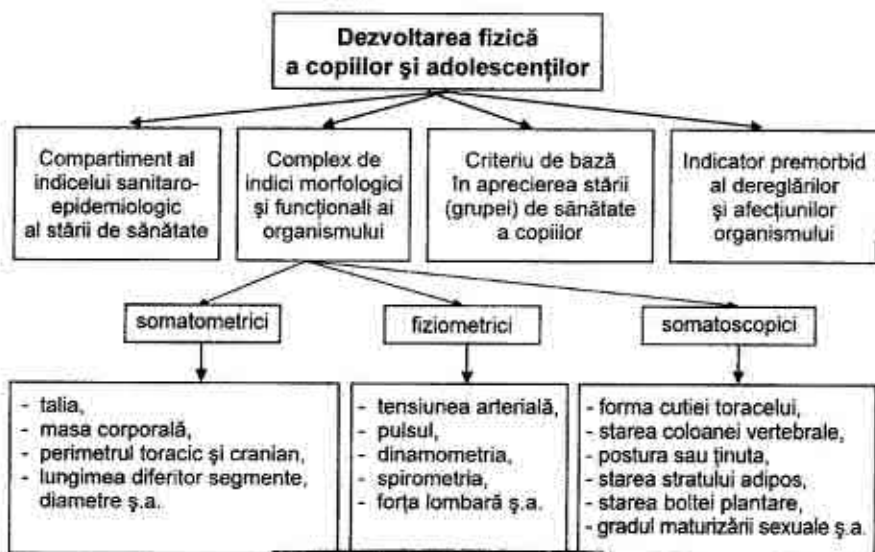 Dezvoltarea fizică
a copiilor şi adolescenţilor
Compartiment al
indicelui sanitaro-
epidemiologic
al stării de sănătate
Complex de
indici morfologici
şi funcţionali ai
organismului
Criteriu de bază
în aprecierea stării
(grupei) de sănătate
a copiilor
Indicator premorbid
al dereglărilor
şi afecţiunilor
organismului
somatometrici
fiziometrici
somatoscopici
- talia,
- masa corporală,
- perimetrul toracic şi cranian,
- lungimea diferitor segmente,
diametre ş.a.
- tensiunea arterială,
- pulsul,
- dinamometria,
- spirometria,
- forţa lombară ş.a.
- forma cutiei toracelui,
- starea coloanei vertebrale,
- postura sau ţinuta,
- starea stratului adipos,
- starea boltei plantare,
- gradul maturizării sexuale ş.a.